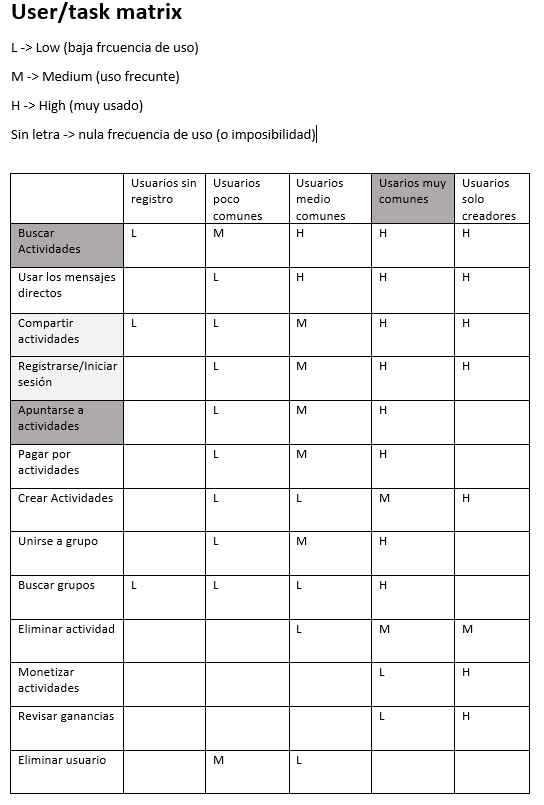 User/task matrix
L -> Low (baja frcuencia de uso)
M -> Medium (uso frecunte)
H -> High (muy usado)
Sin letra -> nula frecuencia de uso (o imposibilidad)
Usuarios sin registro Usuarios poco comunes Usuarios medio comunes Usarios muy comunes Usuarios solo creadores
Buscar Actividades L M H H H
Usar los mensajes directos L H H H
Compartir actividades L L M H H
Registrarse/Iniciar sesión L M H H
Apuntarse a actividades L M H
Pagar por actividades L M H
Crear Actividades L L M H
Unirse a grupo L M H
Buscar grupos L L L H
Eliminar actividad L M M
Monetizar actividades L H
Revisar ganancias L H
Eliminar usuario M L